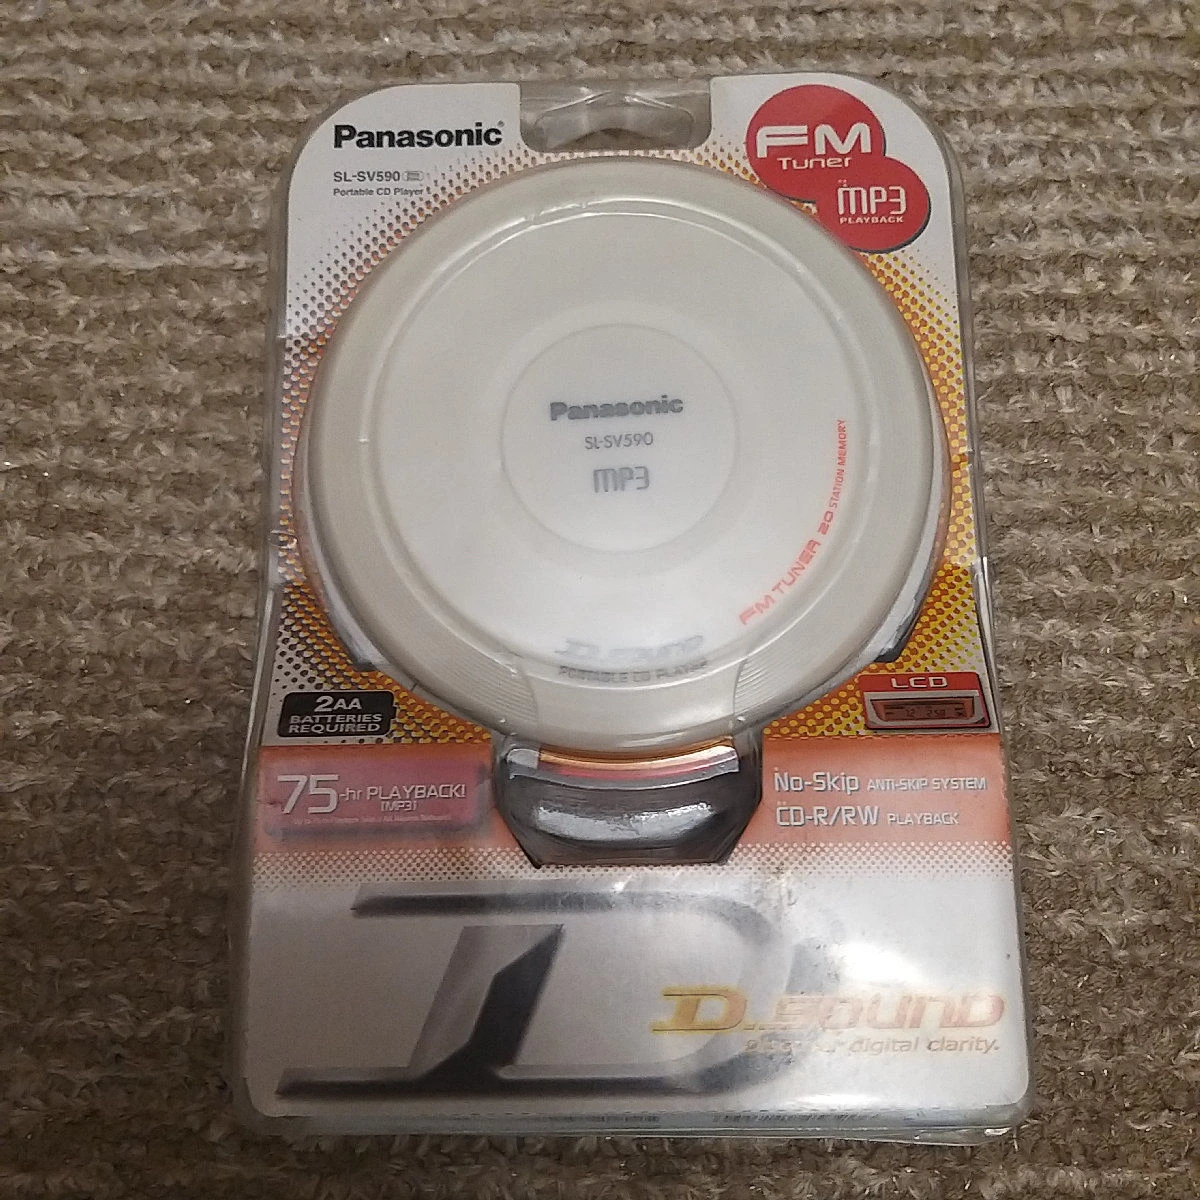 Panasonic
SL-SV590
Portable CD Player
FM
Tuner
MP3
PLAYBACK
Panasonic
SL-SV590
MP3
FM TUNER 20 STATION MEMORY
D.SOUND
PORTABLE CD PLAYER
2AA
BATTERIES
REQUIRED
LCD
75-hr PLAYBACK!
(MP3)
No-Skip ANTI-SKIP SYSTEM
CD-R/RW PLAYBACK
D.SOUND
digital clarity.